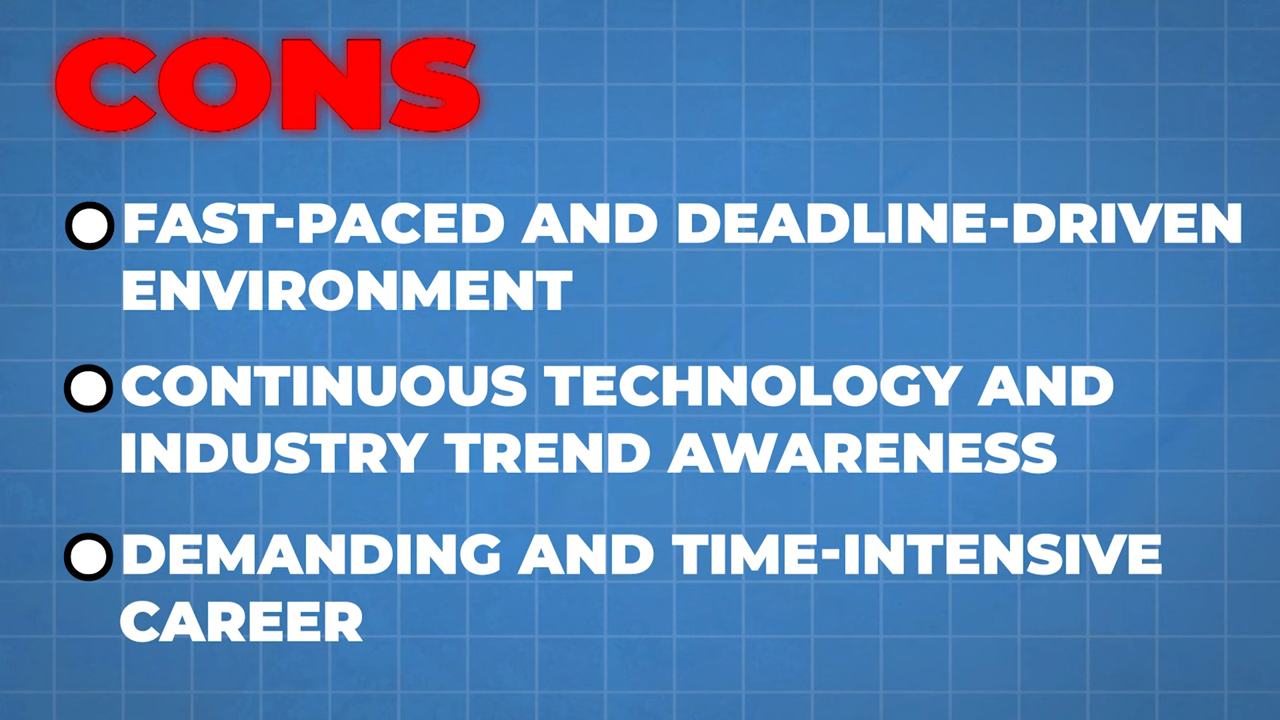 CONS
FAST-PACED AND DEADLINE-DRIVEN
ENVIRONMENT
CONTINUOUS TECHNOLOGY AND
INDUSTRY TREND AWARENESS
DEMANDING AND TIME-INTENSIVE
CAREER